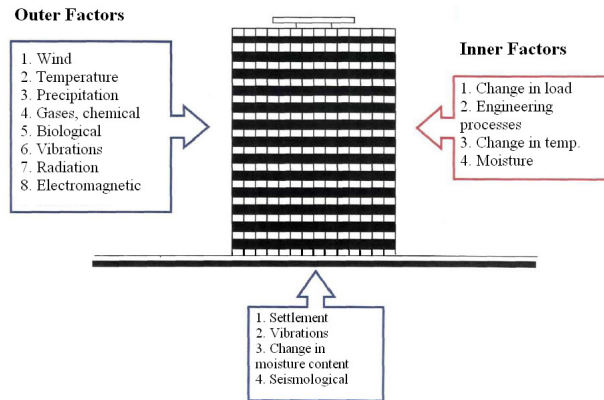 Outer Factors
1. Wind
2. Temperature
3. Precipitation
4. Gases, chemical
5. Biological
6. Vibrations
7. Radiation
8. Electromagnetic
Inner Factors
1. Change in load
2. Engineering
processes
3. Change in temp.
4. Moisture
1. Settlement
2. Vibrations
3. Change in
moisture content
4. Seismological